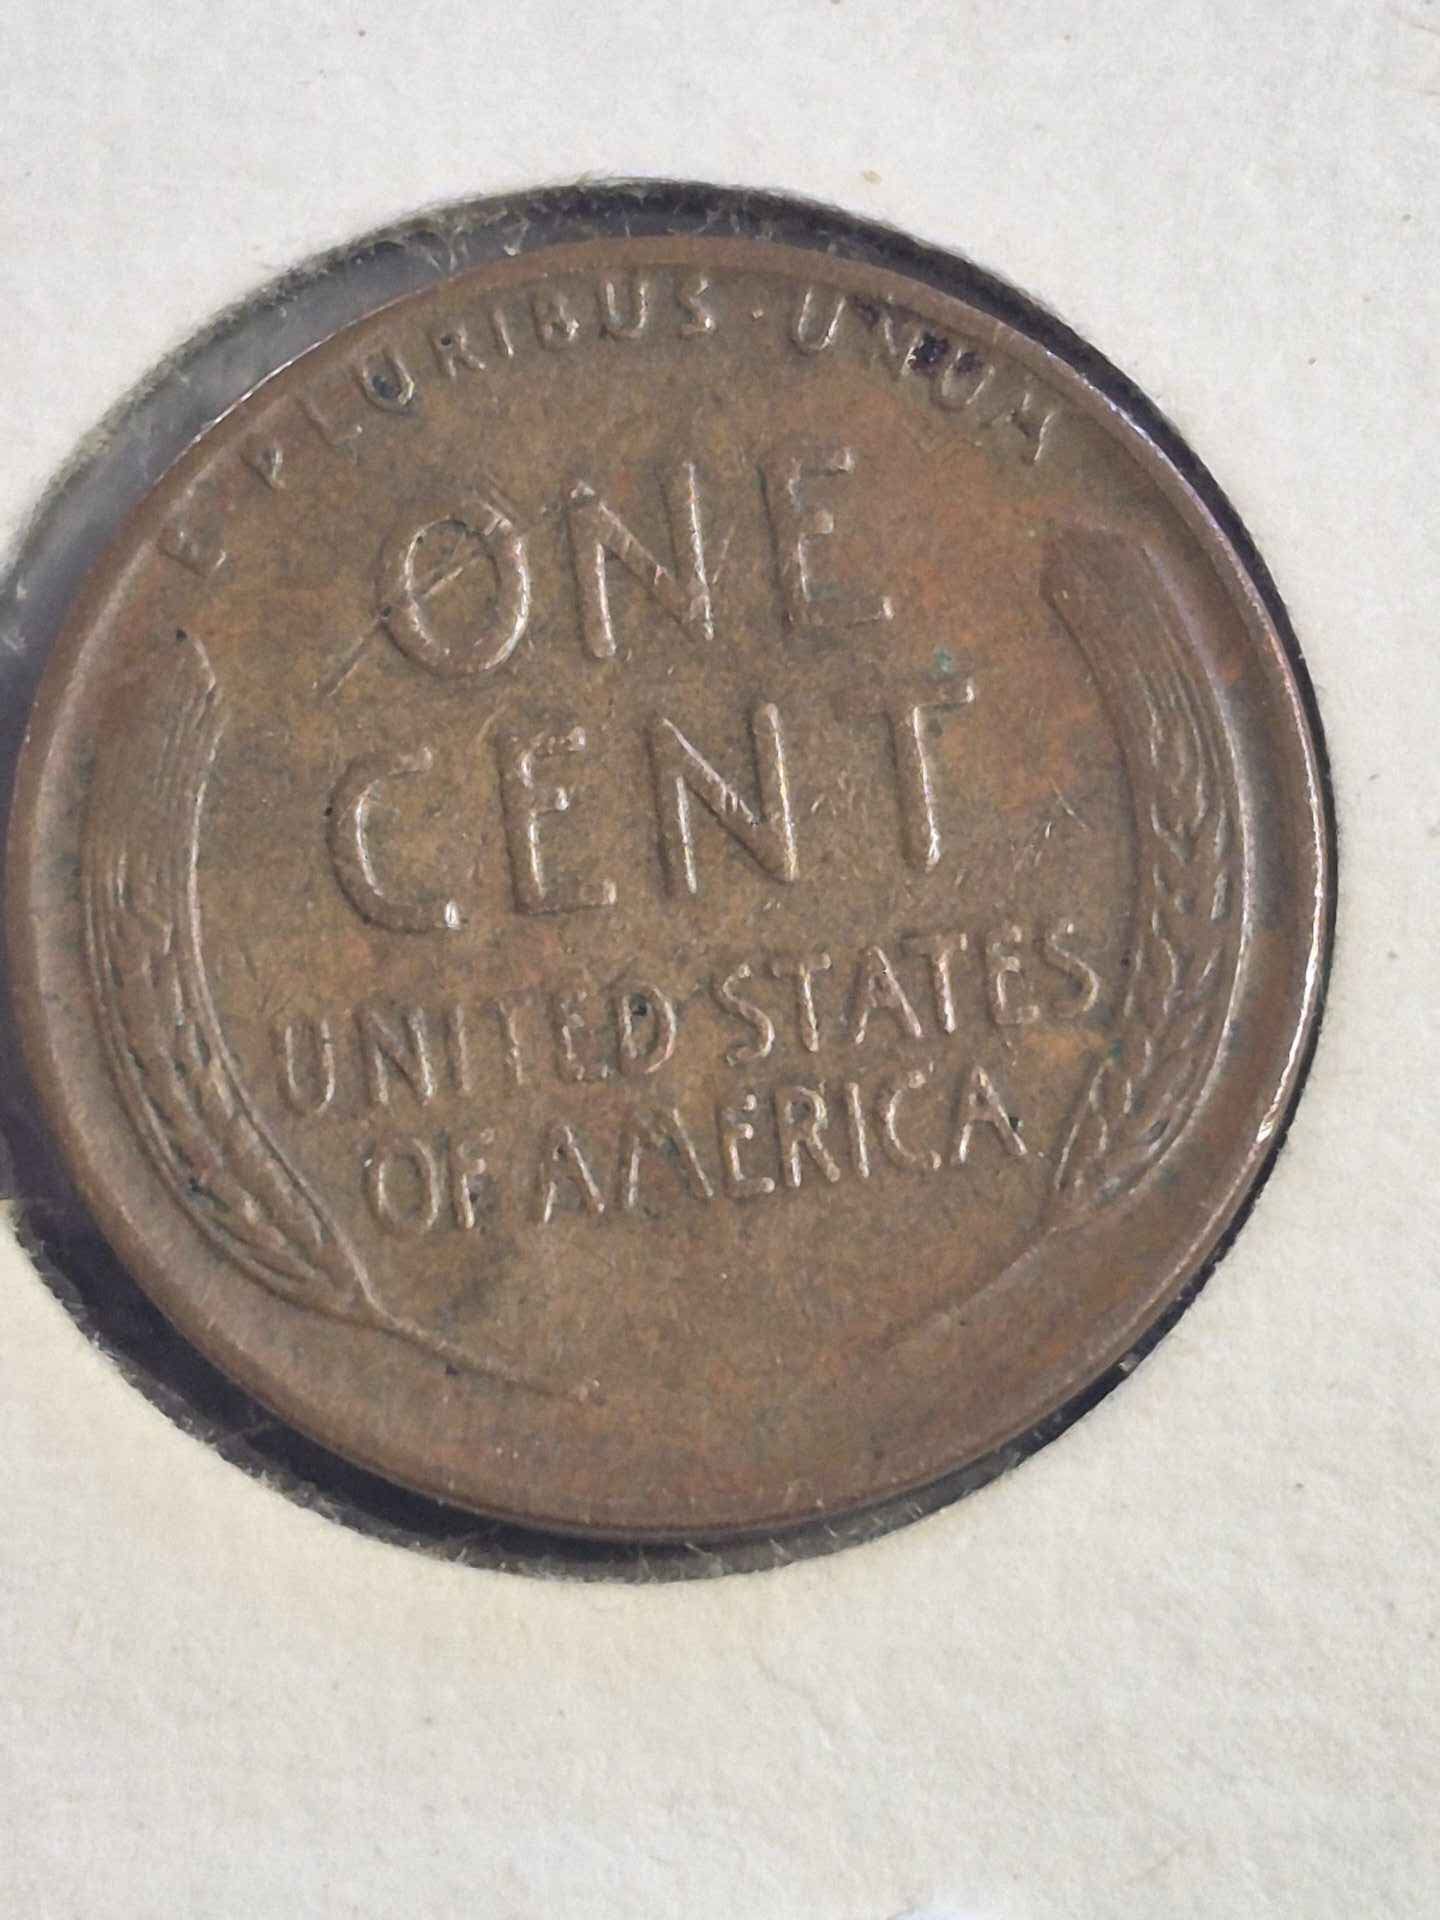 E PLURIBUS · UNUM
ONE
CENT
UNITED STATES
OF AMERICA